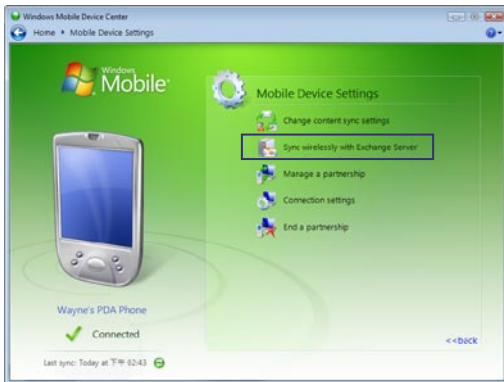 Windows Mobile Device Center
Home ▸ Mobile Device Settings
Windows
Mobile
Mobile Device Settings
Change content sync settings
Sync wirelessly with Exchange Server
Manage a partnership
Connection settings
End a partnership
Wayne's PDA Phone
Connected
<<back
Last sync: Today at 下午 02:43